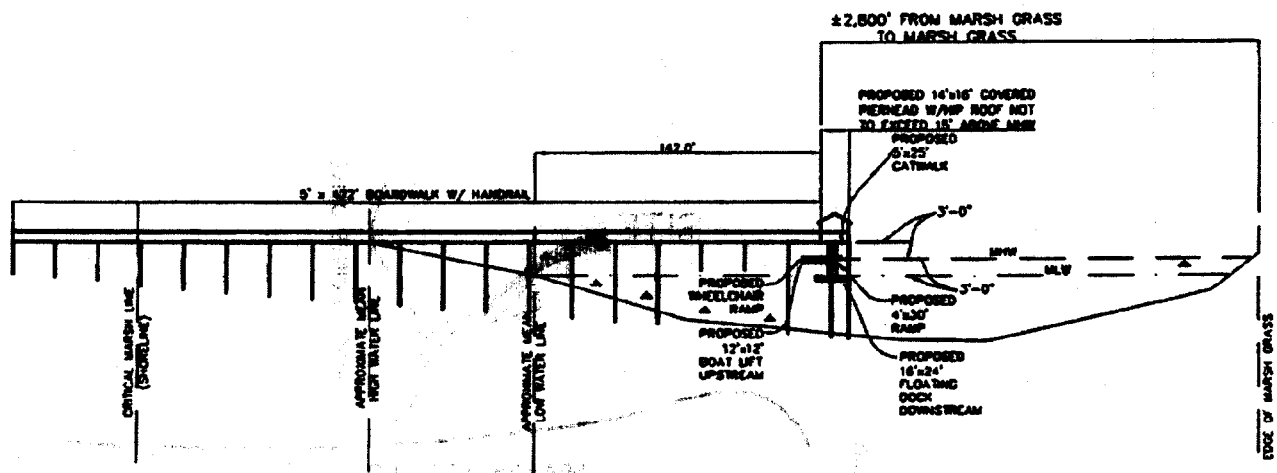 ±2,800' FROM MARSH GRASS
TO MARSH GRASS
PROPOSED 14'x16' COVERED
PIERHEAD W/HIP ROOF NOT
TO EXCEED 15' ABOVE MHW
PROPOSED
5'x25'
CATWALK
142.0'
BOARDWALK W/ HANDRAIL
3'-0"
MHW
MLW
3'-0"
PROPOSED
WHEELCHAIR
RAMP
PROPOSED
4'x30'
RAMP
PROPOSED
12'x12'
BOAT LIFT
UPSTREAM
PROPOSED
16'x24'
FLOATING
DOCK
DOWNSTREAM
CRITICAL MARSH LINE
(SHORELINE)
APPROXIMATE MEAN
HIGH WATER LINE
APPROXIMATE MEAN
LOW WATER LINE
EDGE OF MARSH GRASS